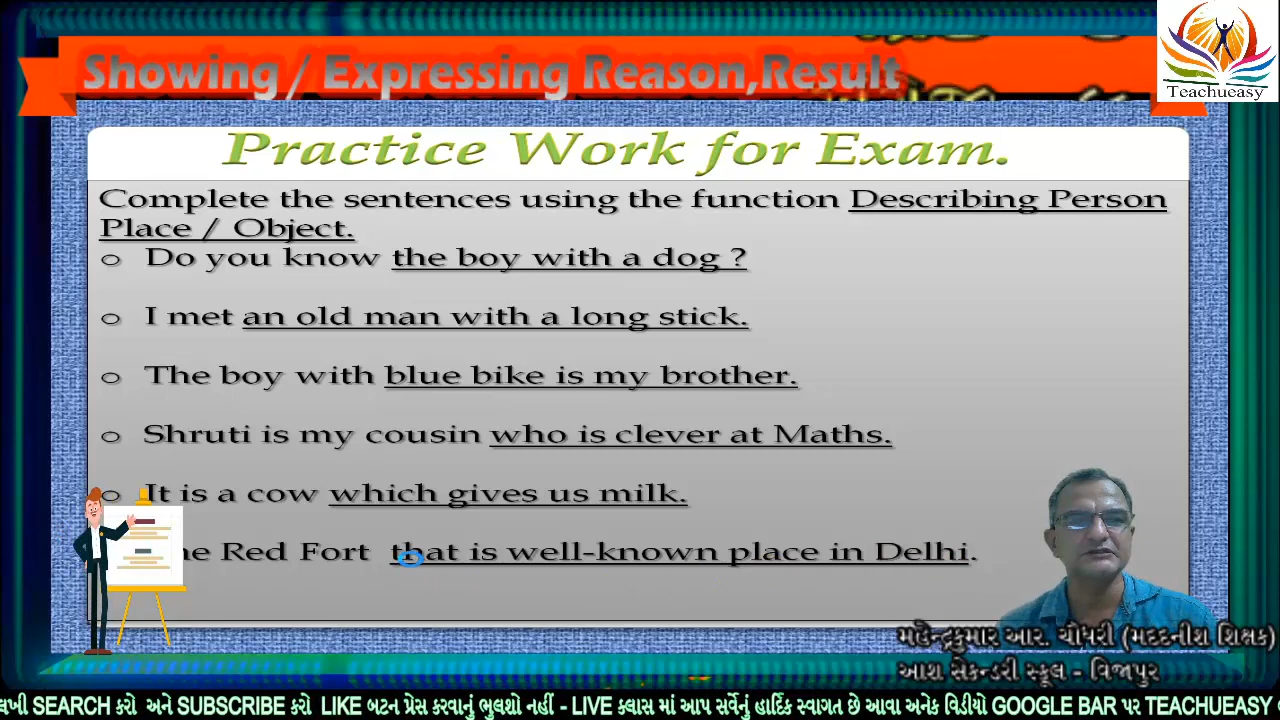 Showing / Expressing Reason,Result
Teachueasy
Practice Work for Exam.
Complete the sentences using the function Describing Person
Place / Object.
Do you know the boy with a dog ?
I met an old man with a long stick.
The boy with blue bike is my brother.
Shruti is my cousin who is clever at Maths.
It is a cow which gives us milk.
Red Fort that is well-known place in Delhi.
મહેન્દ્રકુમાર આર. ચૌધરી (મદદનીશ શિક્ષક)
આશ સેકન્ડરી સ્કૂલ - વિજાપુર
લખી SEARCH કરો અને SUBSCRIBE કરો LIKE બટન પ્રેસ કરવાનું ભુલશો નહીં - LIVE ક્લાસ માં આપ સર્વેનું હાર્દિક સ્વાગત છે આવા અનેક વિડીયો GOOGLE BAR પર TEACHUEASY